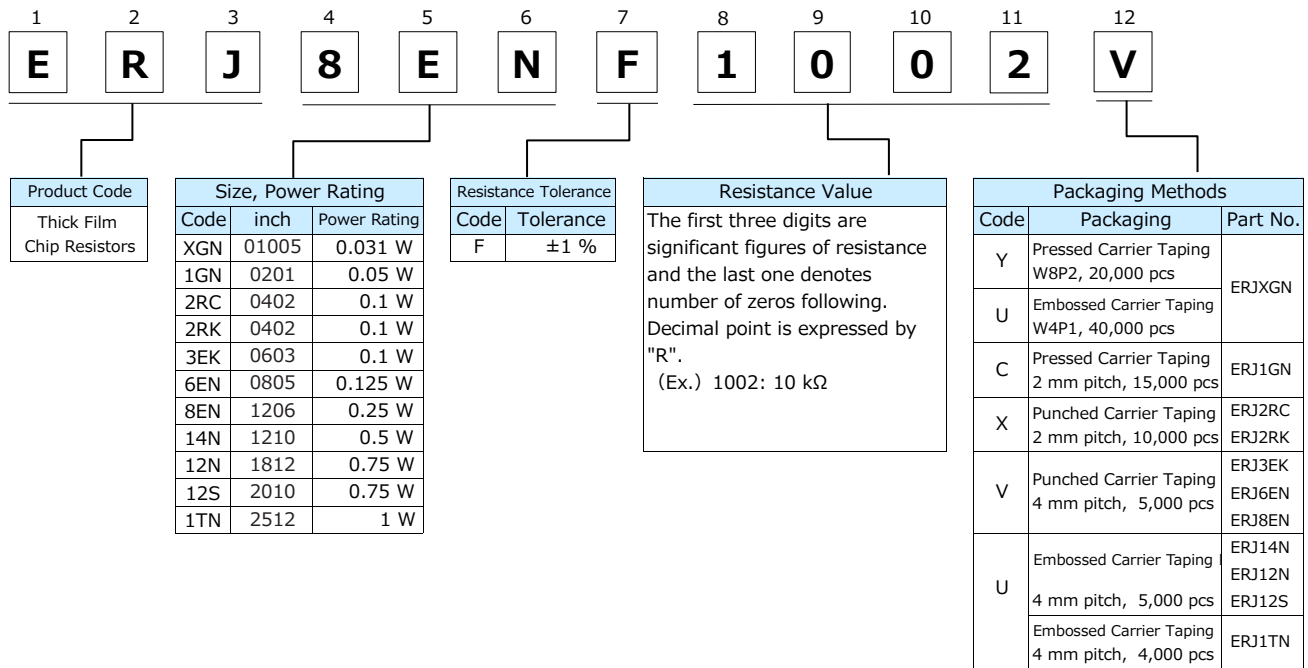 1 2 3 4 5 6 7 8 9 10 11 12
E R J 8 E N F 1 0 0 2 V
Product Code
Thick Film
Chip Resistors
Size, Power Rating
Code inch Power Rating
XGN 01005 0.031 W
1GN 0201 0.05 W
2RC 0402 0.1 W
2RK 0402 0.1 W
3EK 0603 0.1 W
6EN 0805 0.125 W
8EN 1206 0.25 W
14N 1210 0.5 W
12N 1812 0.75 W
12S 2010 0.75 W
1TN 2512 1 W
Resistance Tolerance
Code Tolerance
F ±1 %
Resistance Value
The first three digits are
significant figures of resistance
and the last one denotes
number of zeros following.
Decimal point is expressed by
"R".
（Ex.）1002: 10 kΩ
Packaging Methods
Code Packaging Part No.
Y
Pressed Carrier Taping
W8P2, 20,000 pcs
U
Embossed Carrier Taping
W4P1, 40,000 pcs
ERJXGN
C
Pressed Carrier Taping
2 mm pitch, 15,000 pcs
ERJ1GN
X
Punched Carrier Taping
2 mm pitch, 10,000 pcs
ERJ2RC
ERJ2RK
V
Punched Carrier Taping
4 mm pitch, 5,000 pcs
ERJ3EK
ERJ6EN
ERJ8EN
U
Embossed Carrier Taping
4 mm pitch, 5,000 pcs
ERJ14N
ERJ12N
ERJ12S
Embossed Carrier Taping
4 mm pitch, 4,000 pcs
ERJ1TN